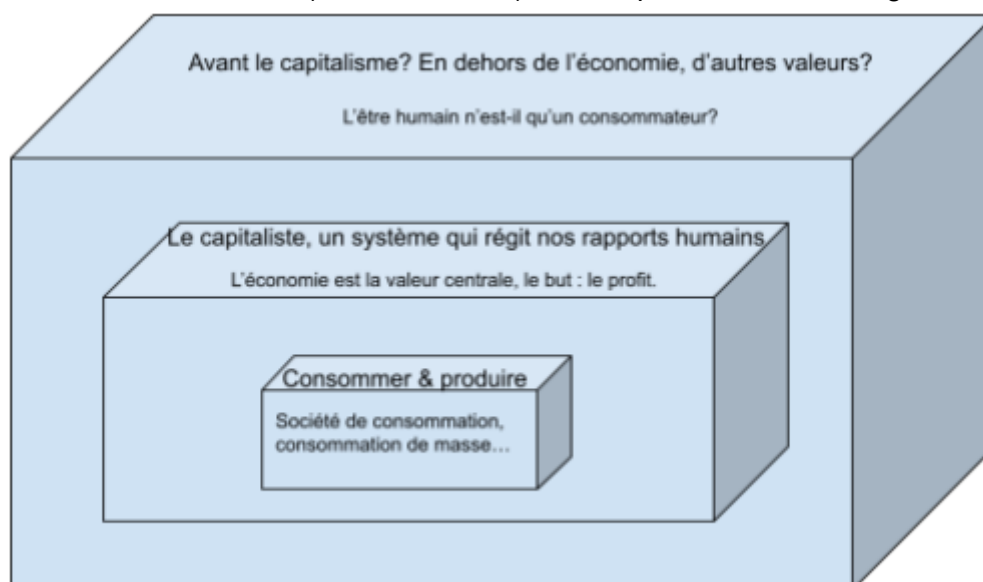 Avant le capitalisme? En dehors de l'économie, d'autres valeurs?
L'être humain n'est-il qu'un consommateur?
Le capitaliste, un système qui régit nos rapports humains
L'économie est la valeur centrale, le but : le profit.
Consommer & produire
Société de consommation,
consommation de masse…